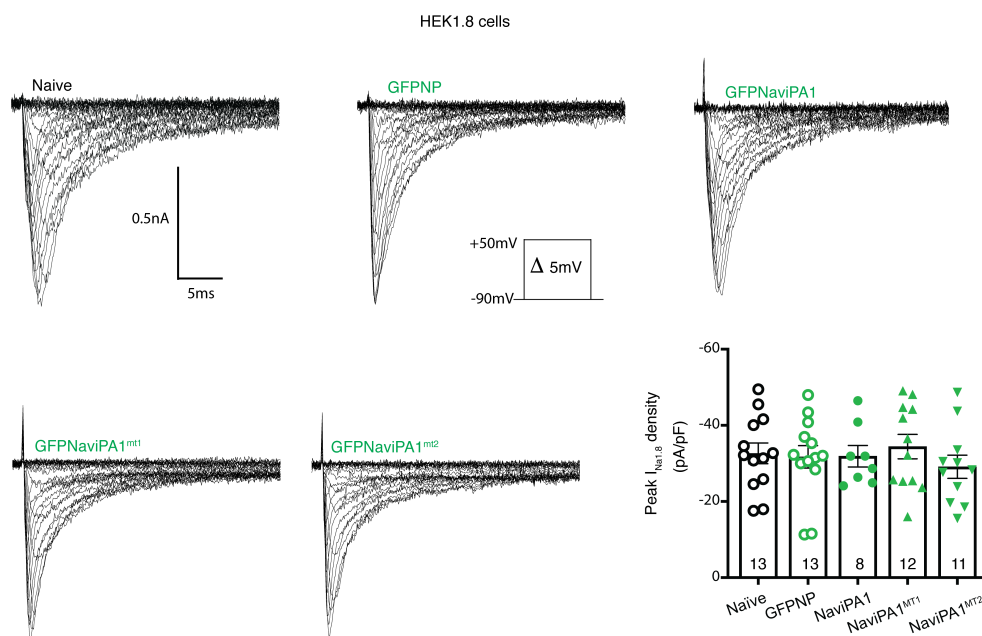 HEK1.8 cells
Naive
GFPNP
GFPNaviPA1
0.5nA
5ms
+50mV
Δ 5mV
-90mV
GFPNaviPA1mt1
GFPNaviPA1mt2
Peak INa1.8 density
(pA/pF)
-60
-40
-20
0
13
13
8
12
11
Naïve
GFPNP
NaviPA1
NaviPA1MT1
NaviPA1MT2